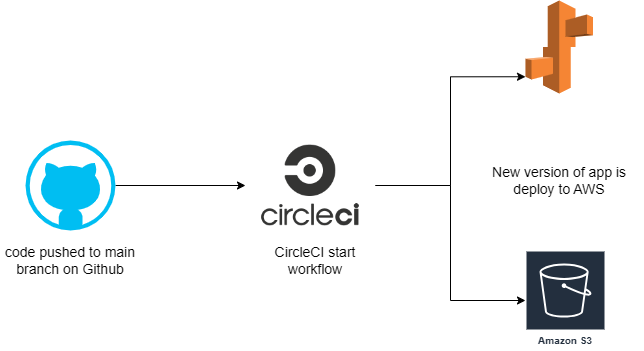 circleci
New version of app is
deploy to AWS
code pushed to main
branch on Github
CircleCI start
workflow
Amazon S3